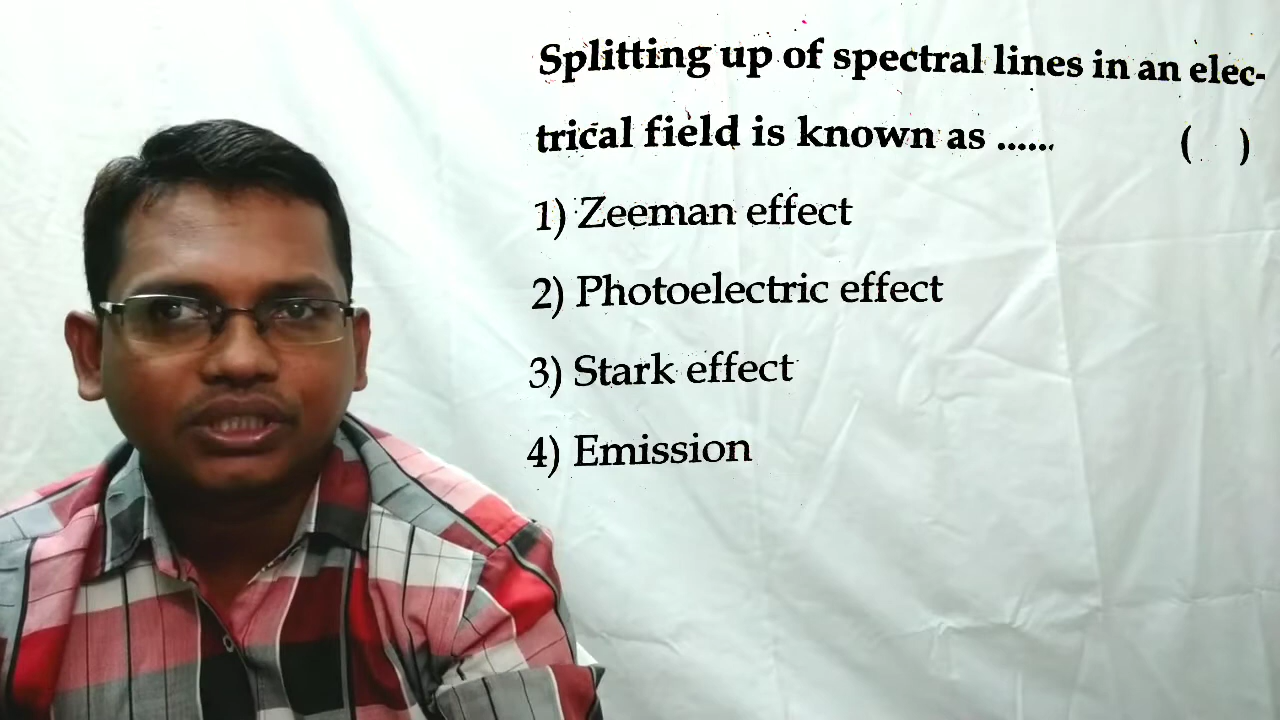 Splitting up of spectral lines in an elec-
trical field is known as ...... ( )
1) Zeeman effect
2) Photoelectric effect
3) Stark effect
4) Emission